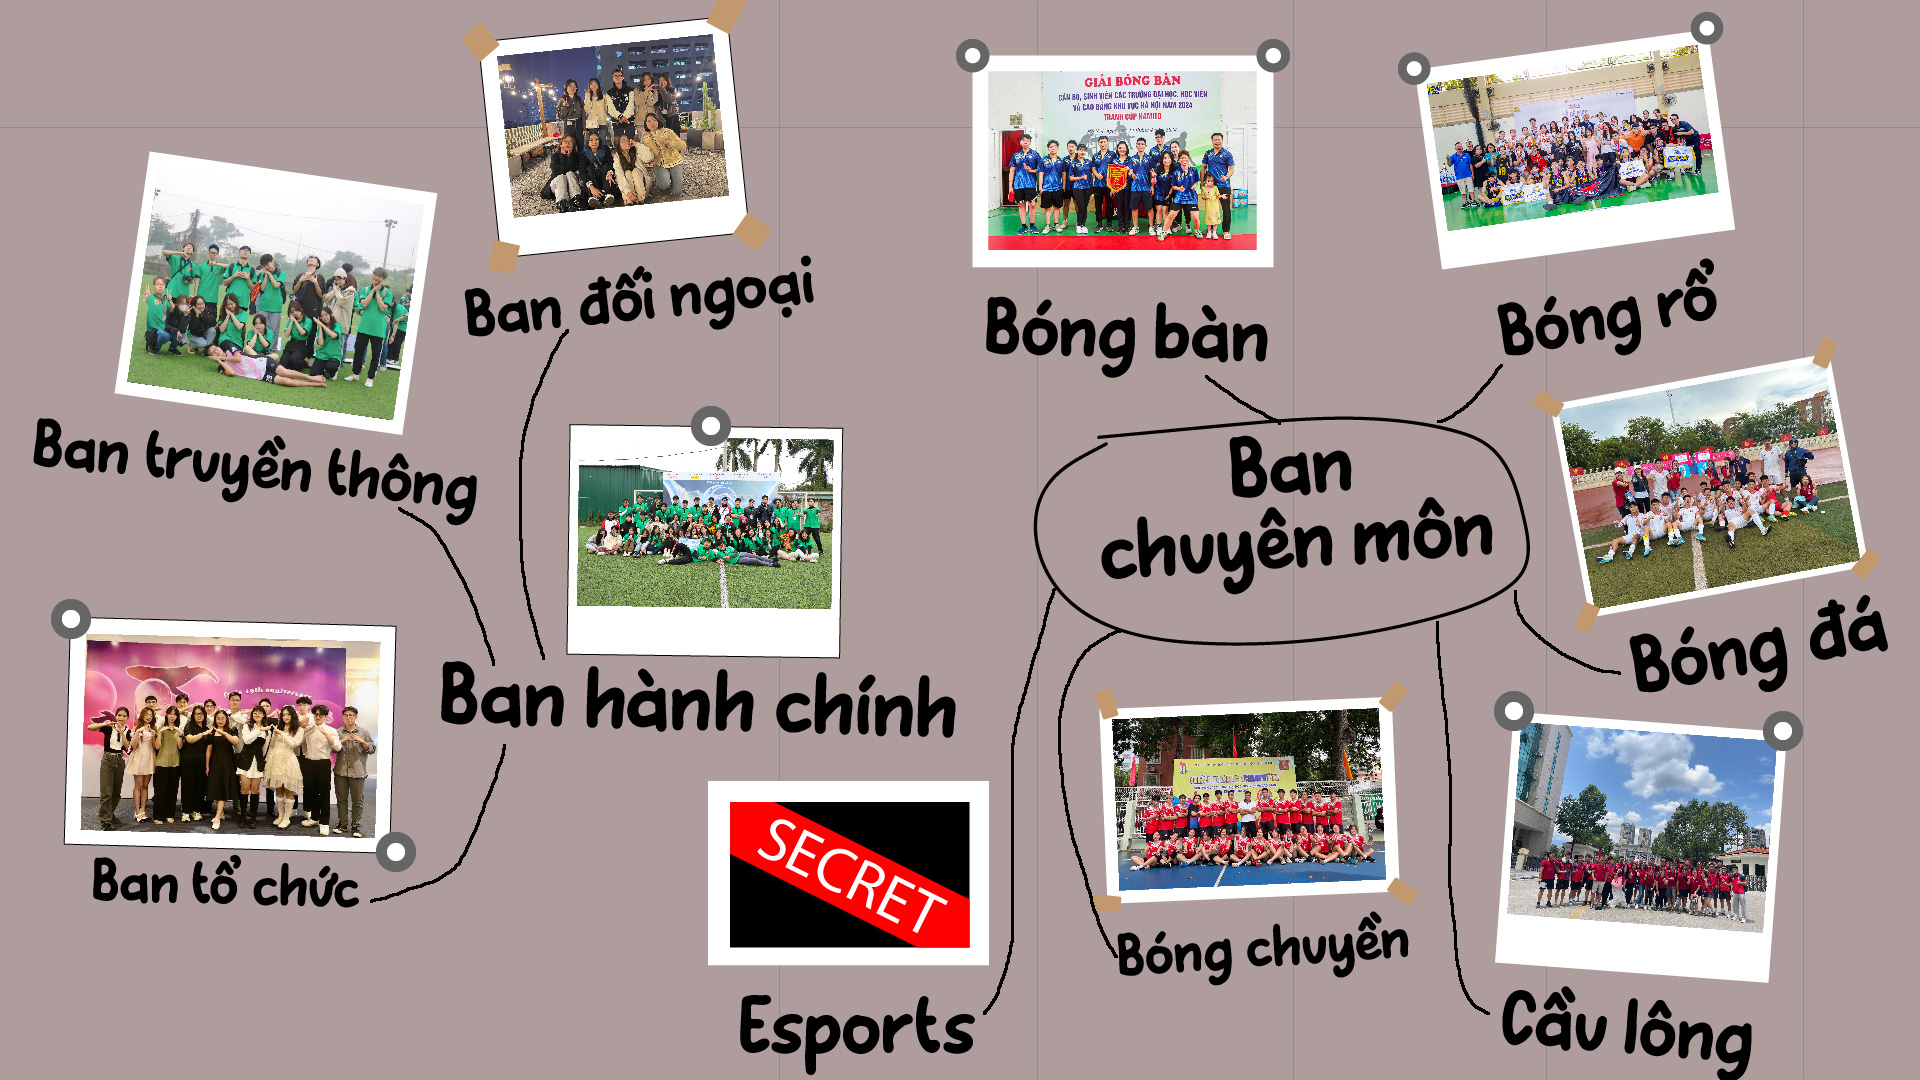 Ban đối ngoại
Ban truyền thông
Ban hành chính
Ban tổ chức
GIẢI BÓNG BÀN
CÁN BỘ, SINH VIÊN CÁC TRƯỜNG ĐẠI HỌC, HỌC VIỆN
VÀ CAO ĐẲNG KHU VỰC HÀ NỘI NĂM 2024
TRANH CÚP KAMITO
Bóng bàn
Bóng rổ
Ban
chuyên môn
Bóng đá
SECRET
Esports
Bóng chuyền
Cầu lông